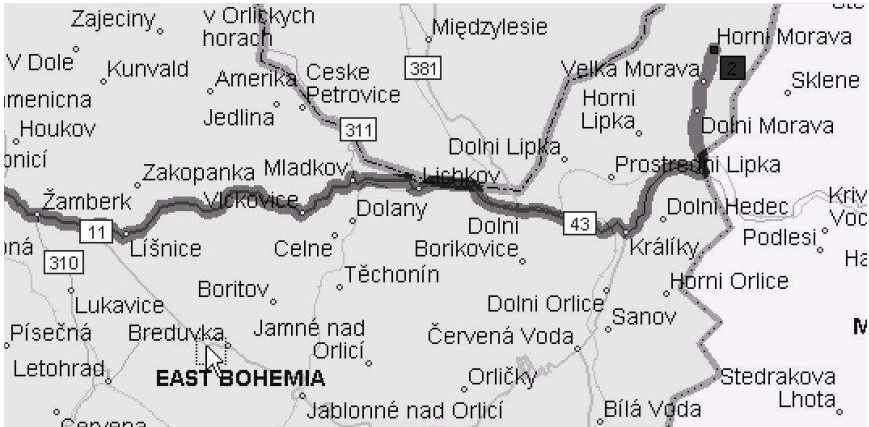 Zajeciny
v Orlickych
horach
Międzylesie
Horni Morava
V Dole
Kunvald
Amerika
Ceske
Petrovice
381
Velka Morava
2
Sklene
Jedlina
Horni
Lipka
Houkov
311
Dolni Morava
Dolni Lipka
Zakopanka
Mladkov
Lichkov
Prostredni Lipka
Žamberk
Vlckovice
Dolany
Dolni
Borikovice
43
Dolni Hedec
11
Líšnice
Celne
Králíky
Podlesi
310
Těchonín
Boritov
Horni Orlice
Lukavice
Dolni Orlice
Sanov
Písečná
Breduvka
Jamné nad
Orlicí
Červená Voda
Letohrad
EAST BOHEMIA
Orličky
Stedrakova
Lhota
Jablonné nad Orlicí
Bílá Voda